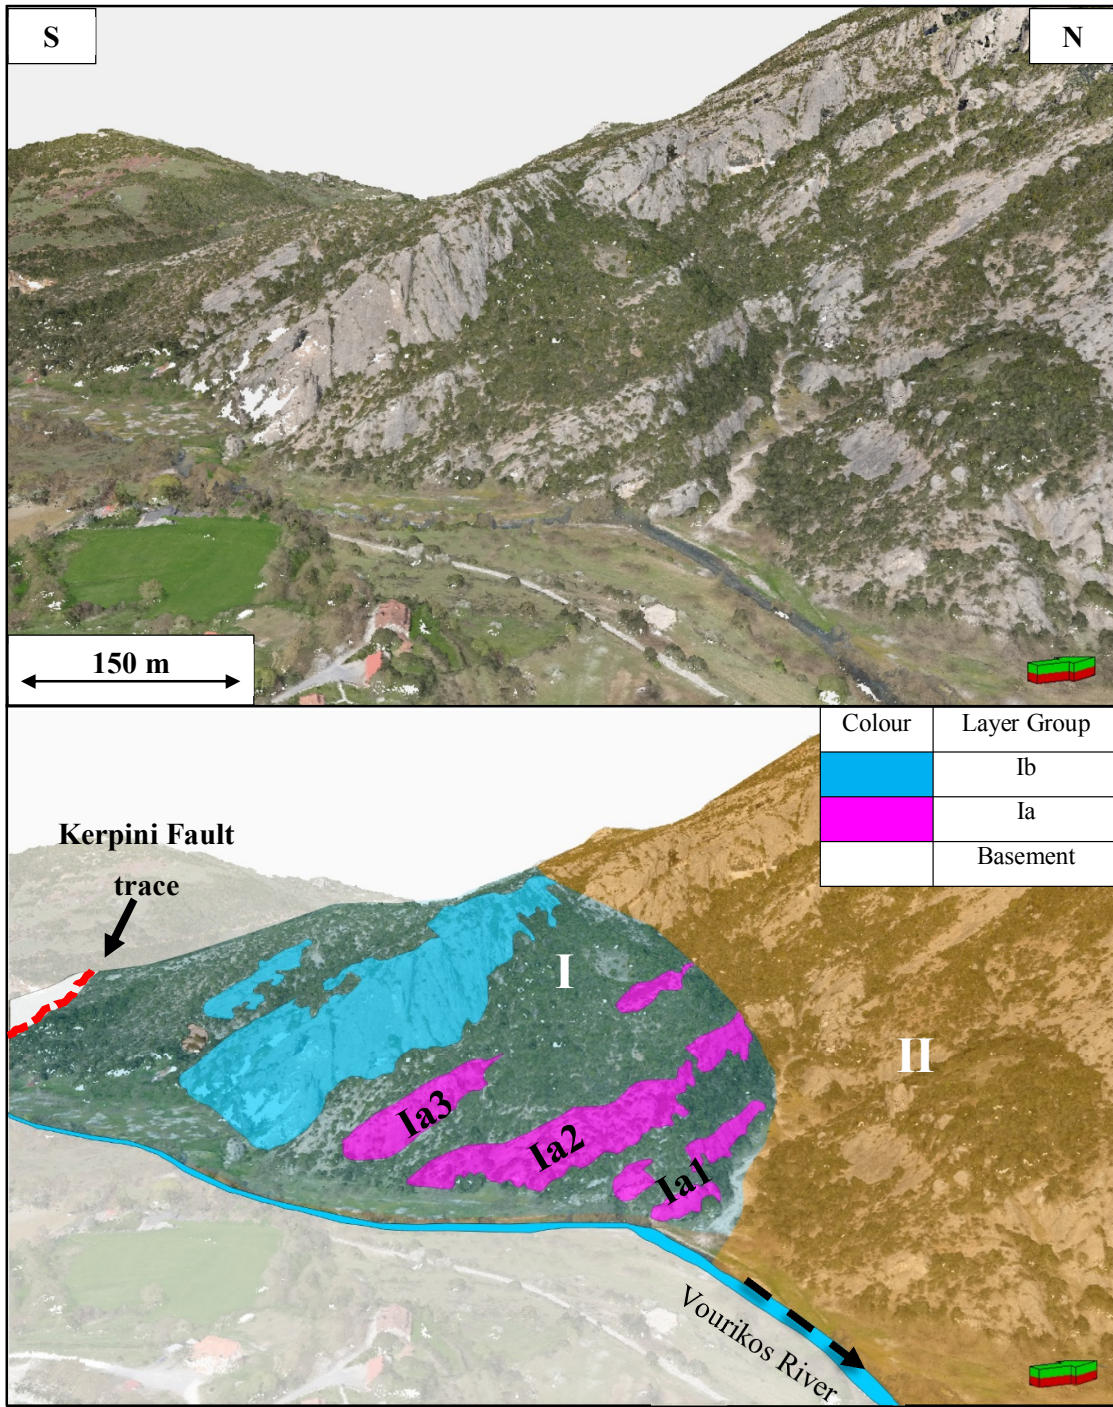 S
N
150 m
Colour
Layer Group
Ib
Ia
Basement
Kerpini Fault
trace
I
II
Ia3
Ia2
Ia1
Vourikos River